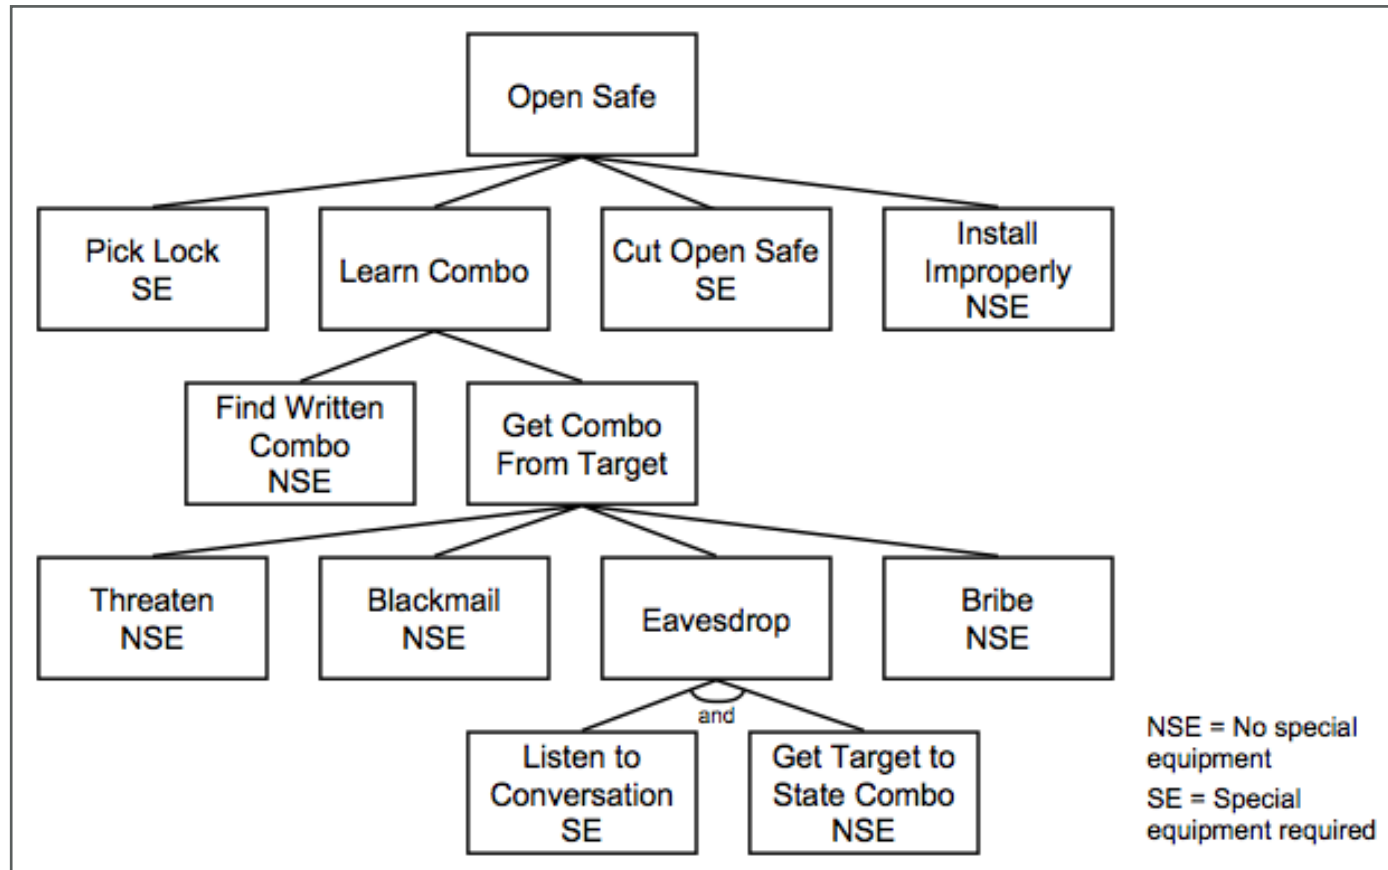 Open Safe
Pick Lock
SE
Learn Combo
Cut Open Safe
SE
Install
Improperly
NSE
Find Written
Combo
NSE
Get Combo
From Target
Threaten
NSE
Blackmail
NSE
Eavesdrop
Bribe
NSE
and
Listen to
Conversation
SE
Get Target to
State Combo
NSE
NSE = No special
equipment
SE = Special
equipment required